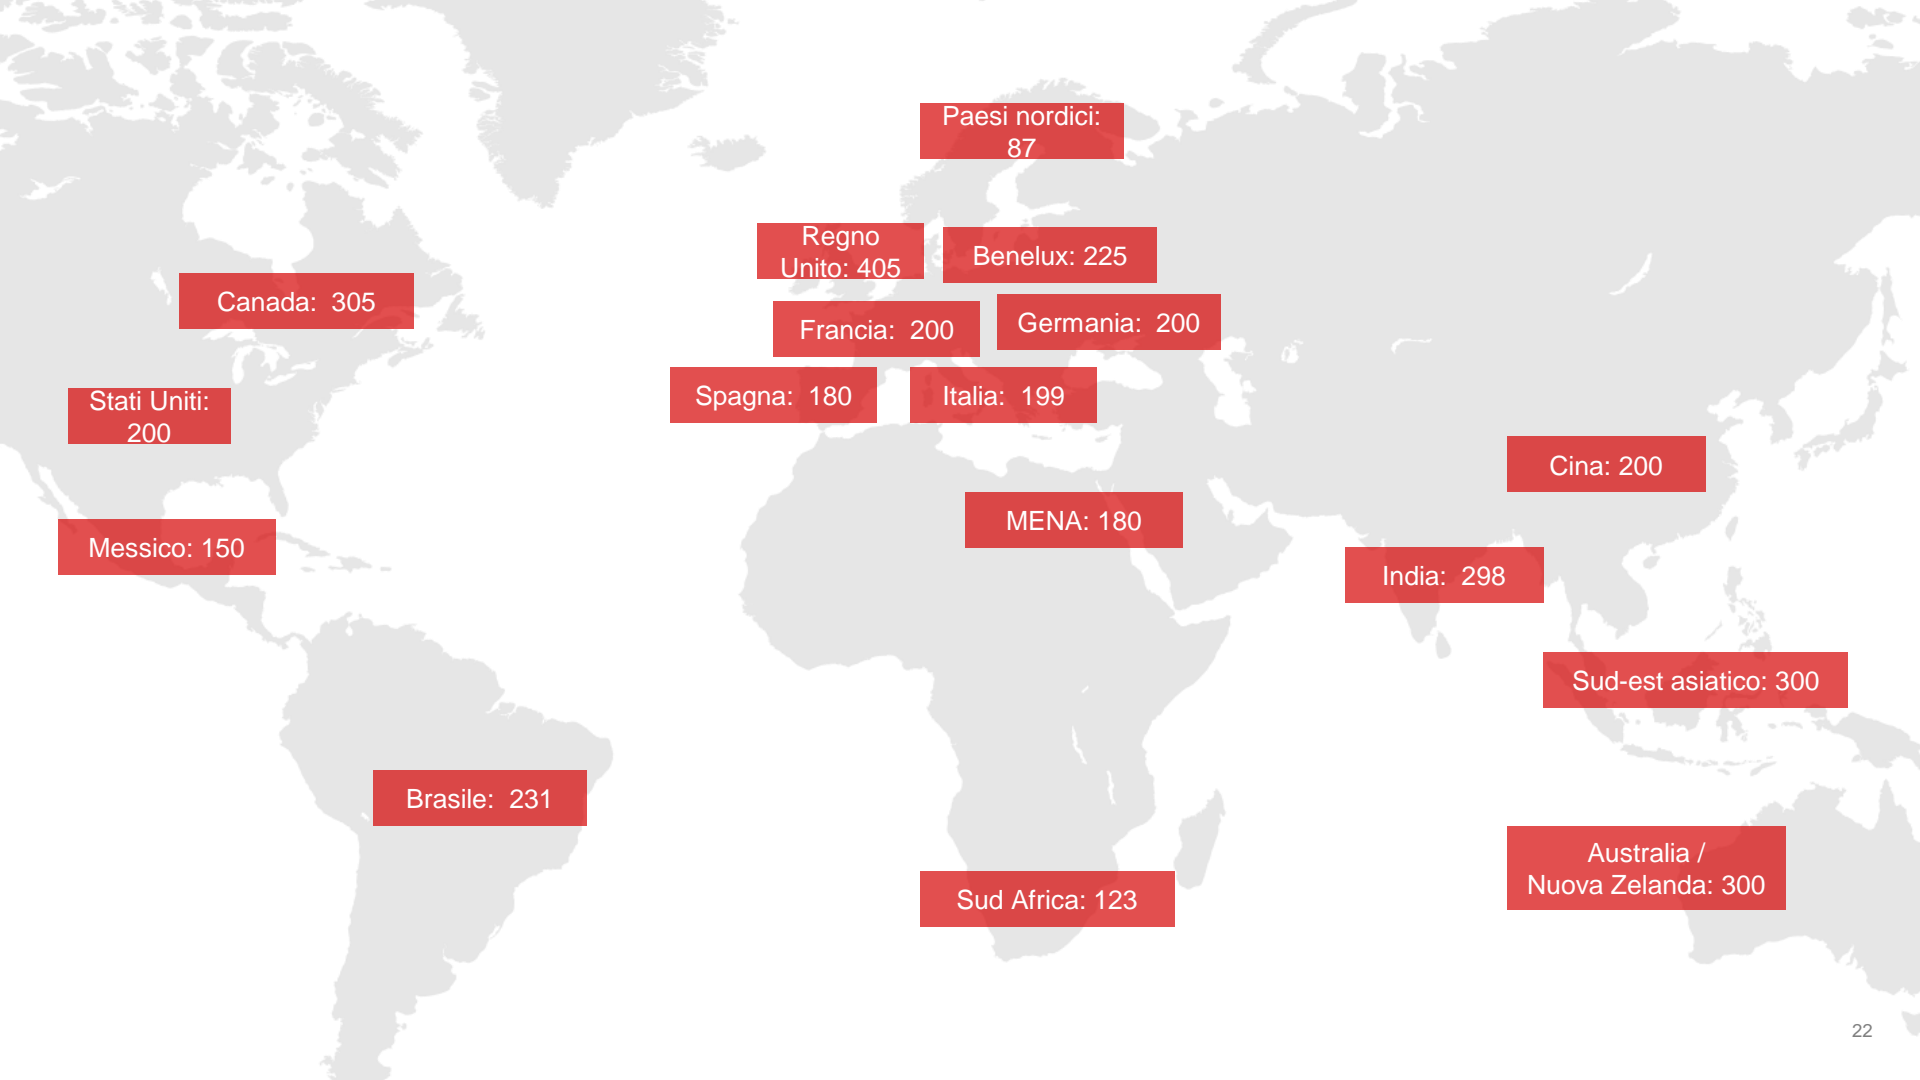 Paesi nordici:
87
Regno
Unito: 405
Benelux: 225
Canada:  305
Francia:  200
Germania:  200
Spagna:  180
Italia:  199
Stati Uniti:
200
Cina: 200
MENA: 180
Messico: 150
India:  298
Sud-est asiatico: 300
Brasile:  231
Australia /
Nuova Zelanda: 300
Sud Africa: 123
22